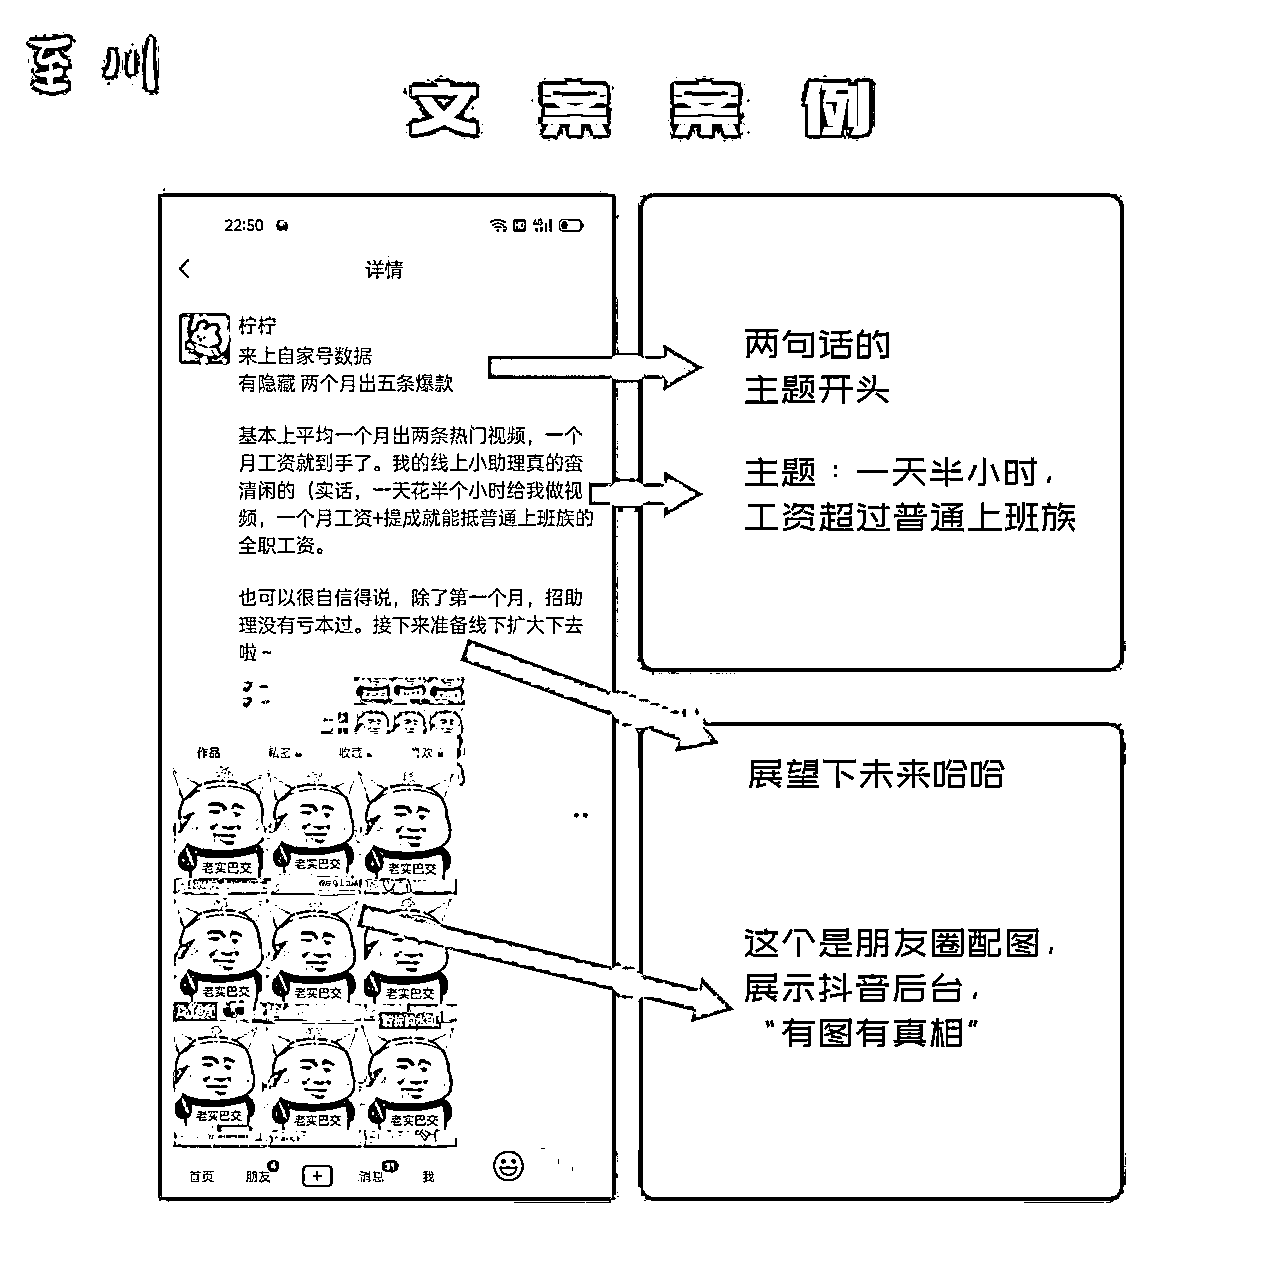 至川
文案案例
22:50
详情
柠柠
来上自家号数据
有隐藏 两个月出五条爆款
基本上平均一个月出两条热门视频，一个
月工资就到手了。我的线上小助理真的蛮
清闲的（实话，一天花半个小时给我做视
频，一个月工资+提成就能抵普通上班族的
全职工资。
也可以很自信得说，除了第一个月，招助
理没有亏本过。接下来准备线下扩大下去
啦~
两句话的
主题开头
主题：一天半小时，
工资超过普通上班族
展望下未来哈哈
这个是朋友圈配图，
展示抖音后台，
“有图有真相”
作品 私密 收藏 喜欢
老实巴交 老实巴交 老实巴交
老实巴交 老实巴交 老实巴交
老实巴交 老实巴交 老实巴交
首页 朋友 4 消息 31 我